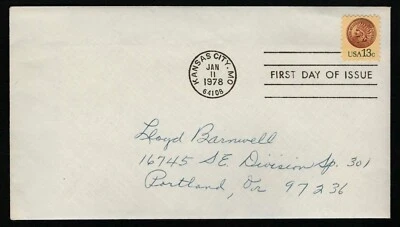 KANSAS CITY, MO
JAN
11
1978
64108
USA 13c
FIRST DAY OF ISSUE
Lloyd Barnwell
16745 SE Division Sp. 301
Portland, Or 97236